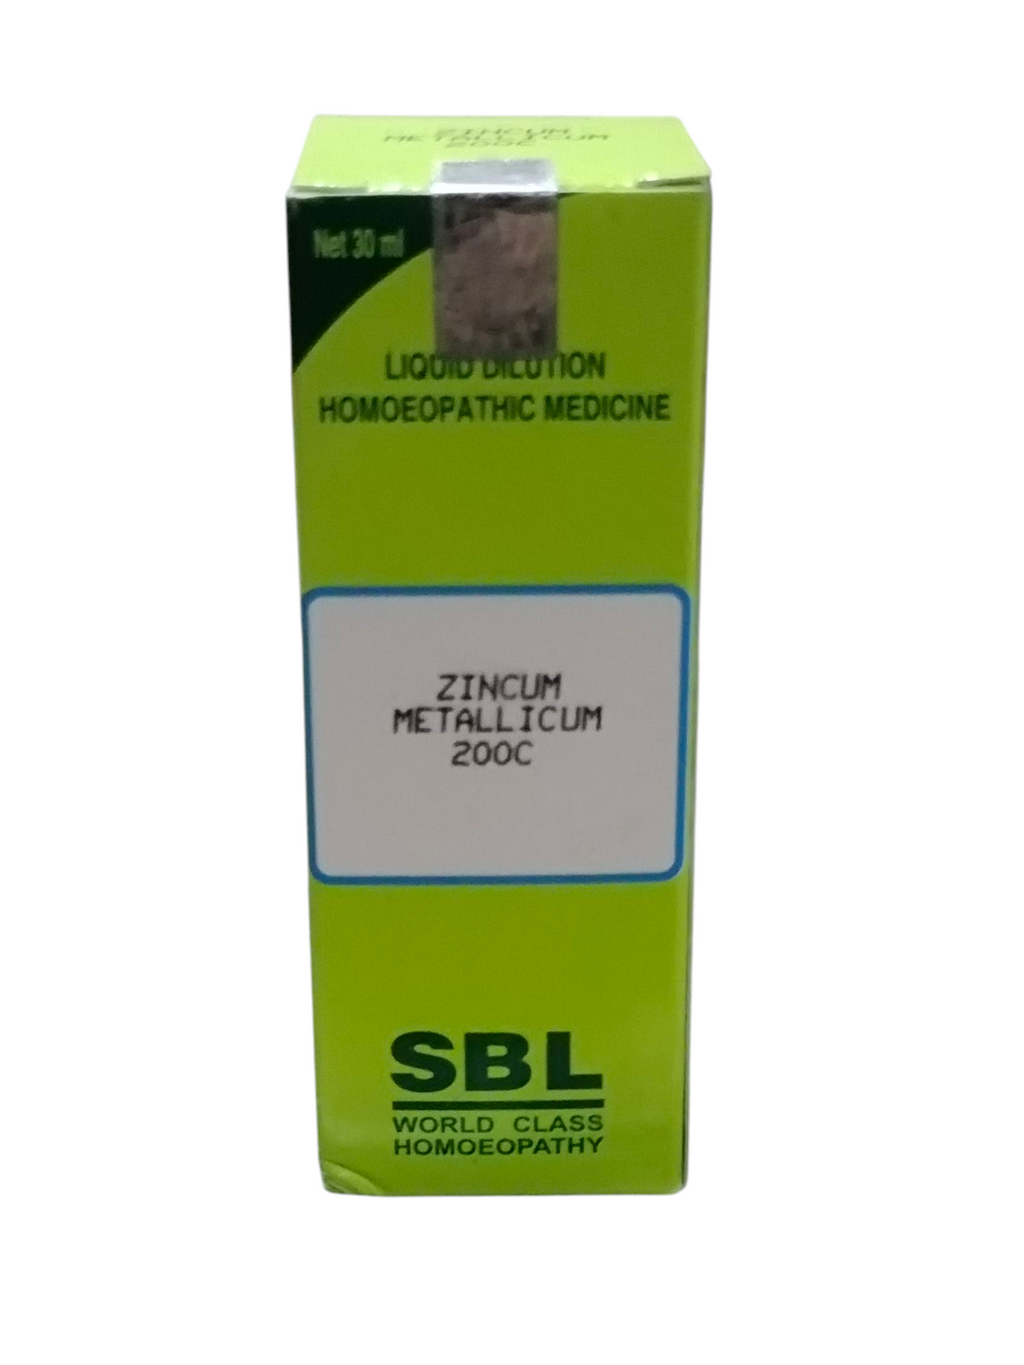 ZINCUM
METALLICUM
200C
Net 30 ml
LIQUID DILUTION
HOMOEOPATHIC MEDICINE
ZINCUM
METALLICUM
200C
SBL
WORLD CLASS
HOMOEOPATHY